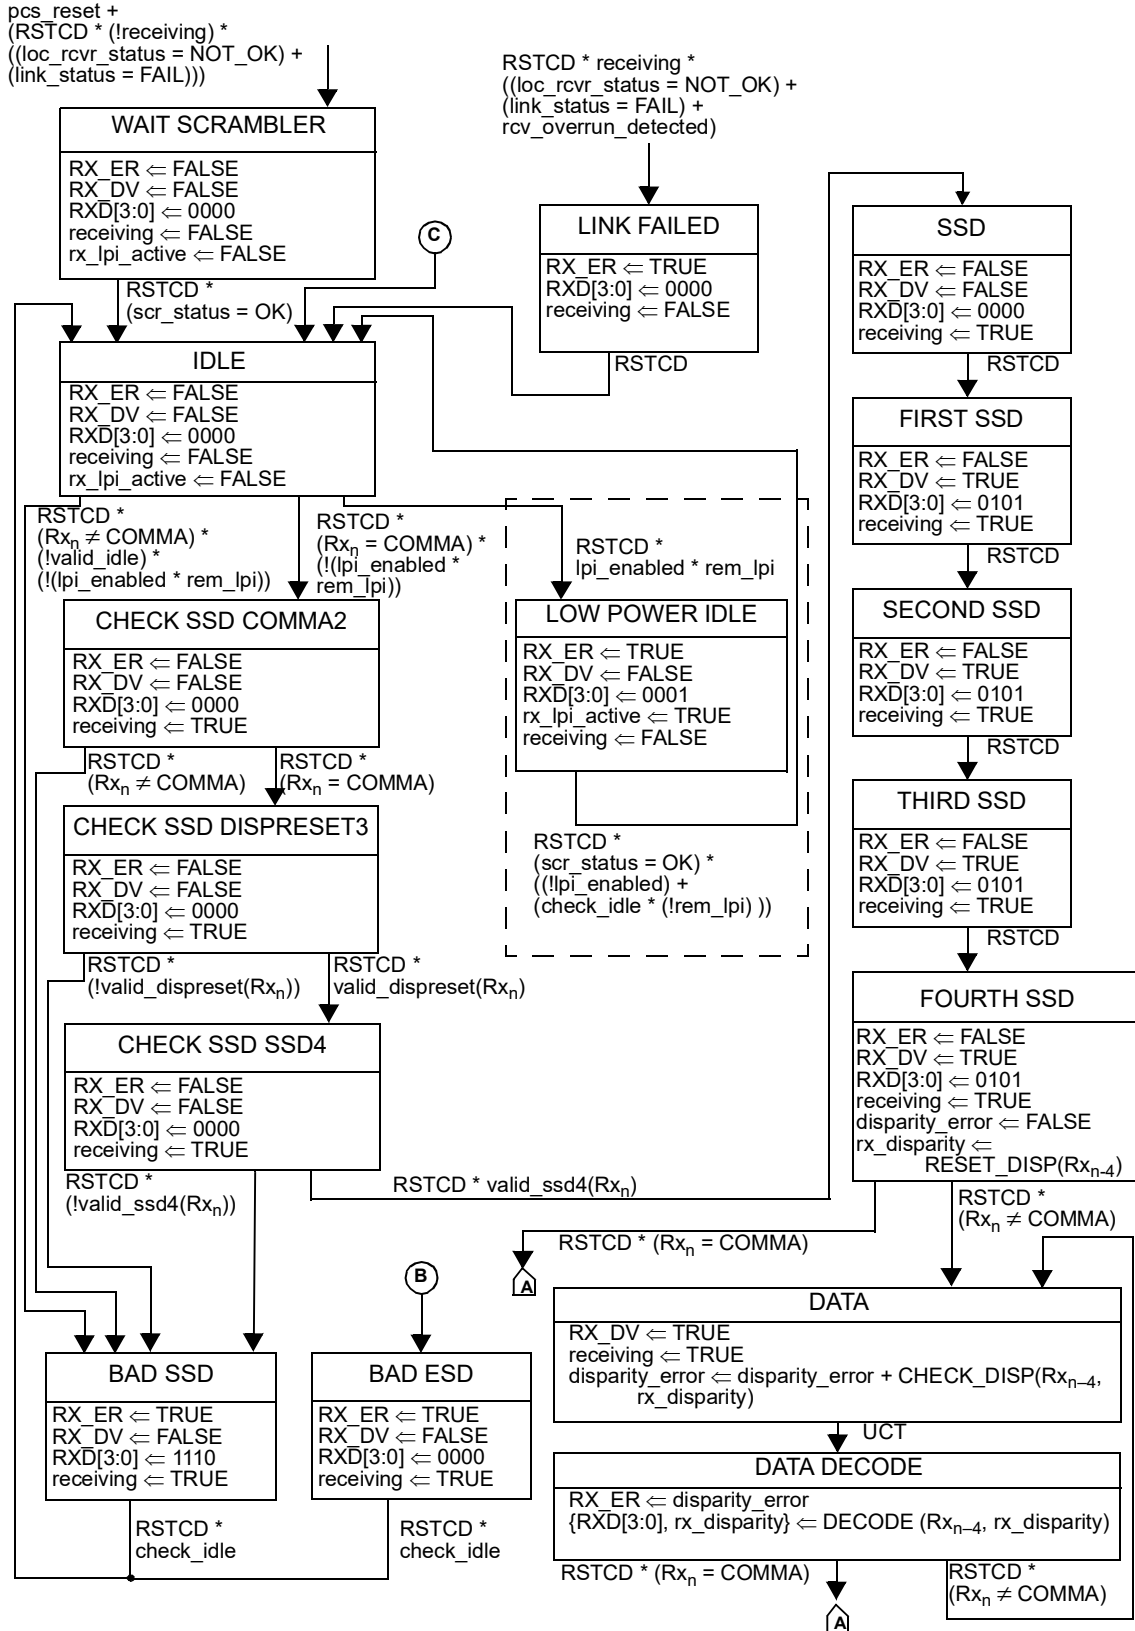 pcs_reset +
(RSTCD * (!receiving) *
((loc_rcvr_status = NOT_OK) +
(link_status = FAIL)))
WAIT SCRAMBLER
RX_ER ⇐ FALSE
RX_DV ⇐ FALSE
RXD[3:0] ⇐ 0000
receiving ⇐ FALSE
rx_lpi_active ⇐ FALSE
RSTCD *
(scr_status = OK)
C
RSTCD * receiving *
((loc_rcvr_status = NOT_OK) +
(link_status = FAIL) +
rcv_overrun_detected)
LINK FAILED
RX_ER ⇐ TRUE
RXD[3:0] ⇐ 0000
receiving ⇐ FALSE
RSTCD
IDLE
RX_ER ⇐ FALSE
RX_DV ⇐ FALSE
RXD[3:0] ⇐ 0000
receiving ⇐ FALSE
rx_lpi_active ⇐ FALSE
RSTCD *
(Rxn ≠ COMMA) *
(!valid_idle) *
(!(lpi_enabled * rem_lpi))
RSTCD *
(Rxn = COMMA) *
(!(lpi_enabled *
rem_lpi))
RSTCD *
lpi_enabled * rem_lpi
LOW POWER IDLE
RX_ER ⇐ TRUE
RX_DV ⇐ FALSE
RXD[3:0] ⇐ 0001
rx_lpi_active ⇐ TRUE
receiving ⇐ FALSE
RSTCD *
(scr_status = OK) *
((!lpi_enabled) +
(check_idle * (!rem_lpi) ))
CHECK SSD COMMA2
RX_ER ⇐ FALSE
RX_DV ⇐ FALSE
RXD[3:0] ⇐ 0000
receiving ⇐ TRUE
RSTCD *
(Rxn ≠ COMMA)
RSTCD *
(Rxn = COMMA)
CHECK SSD DISPRESET3
RX_ER ⇐ FALSE
RX_DV ⇐ FALSE
RXD[3:0] ⇐ 0000
receiving ⇐ TRUE
RSTCD *
(!valid_dispreset(Rxn))
RSTCD *
valid_dispreset(Rxn)
CHECK SSD SSD4
RX_ER ⇐ FALSE
RX_DV ⇐ FALSE
RXD[3:0] ⇐ 0000
receiving ⇐ TRUE
RSTCD *
(!valid_ssd4(Rxn))
RSTCD * valid_ssd4(Rxn)
SSD
RX_ER ⇐ FALSE
RX_DV ⇐ FALSE
RXD[3:0] ⇐ 0000
receiving ⇐ TRUE
RSTCD
FIRST SSD
RX_ER ⇐ FALSE
RX_DV ⇐ TRUE
RXD[3:0] ⇐ 0101
receiving ⇐ TRUE
RSTCD
SECOND SSD
RX_ER ⇐ FALSE
RX_DV ⇐ TRUE
RXD[3:0] ⇐ 0101
receiving ⇐ TRUE
RSTCD
THIRD SSD
RX_ER ⇐ FALSE
RX_DV ⇐ TRUE
RXD[3:0] ⇐ 0101
receiving ⇐ TRUE
RSTCD
FOURTH SSD
RX_ER ⇐ FALSE
RX_DV ⇐ TRUE
RXD[3:0] ⇐ 0101
receiving ⇐ TRUE
disparity_error ⇐ FALSE
rx_disparity ⇐
RESET_DISP(Rxn-4)
RSTCD * (Rxn = COMMA)
A
RSTCD *
(Rxn ≠ COMMA)
BAD SSD
RX_ER ⇐ TRUE
RX_DV ⇐ FALSE
RXD[3:0] ⇐ 1110
receiving ⇐ TRUE
RSTCD *
check_idle
B
BAD ESD
RX_ER ⇐ TRUE
RX_DV ⇐ FALSE
RXD[3:0] ⇐ 0000
receiving ⇐ TRUE
RSTCD *
check_idle
DATA
RX_DV ⇐ TRUE
receiving ⇐ TRUE
disparity_error ⇐ disparity_error + CHECK_DISP(Rxn–4,
rx_disparity)
UCT
DATA DECODE
RX_ER ⇐ disparity_error
{RXD[3:0], rx_disparity} ⇐ DECODE (Rxn–4, rx_disparity)
RSTCD * (Rxn = COMMA)
A
RSTCD *
(Rxn ≠ COMMA)